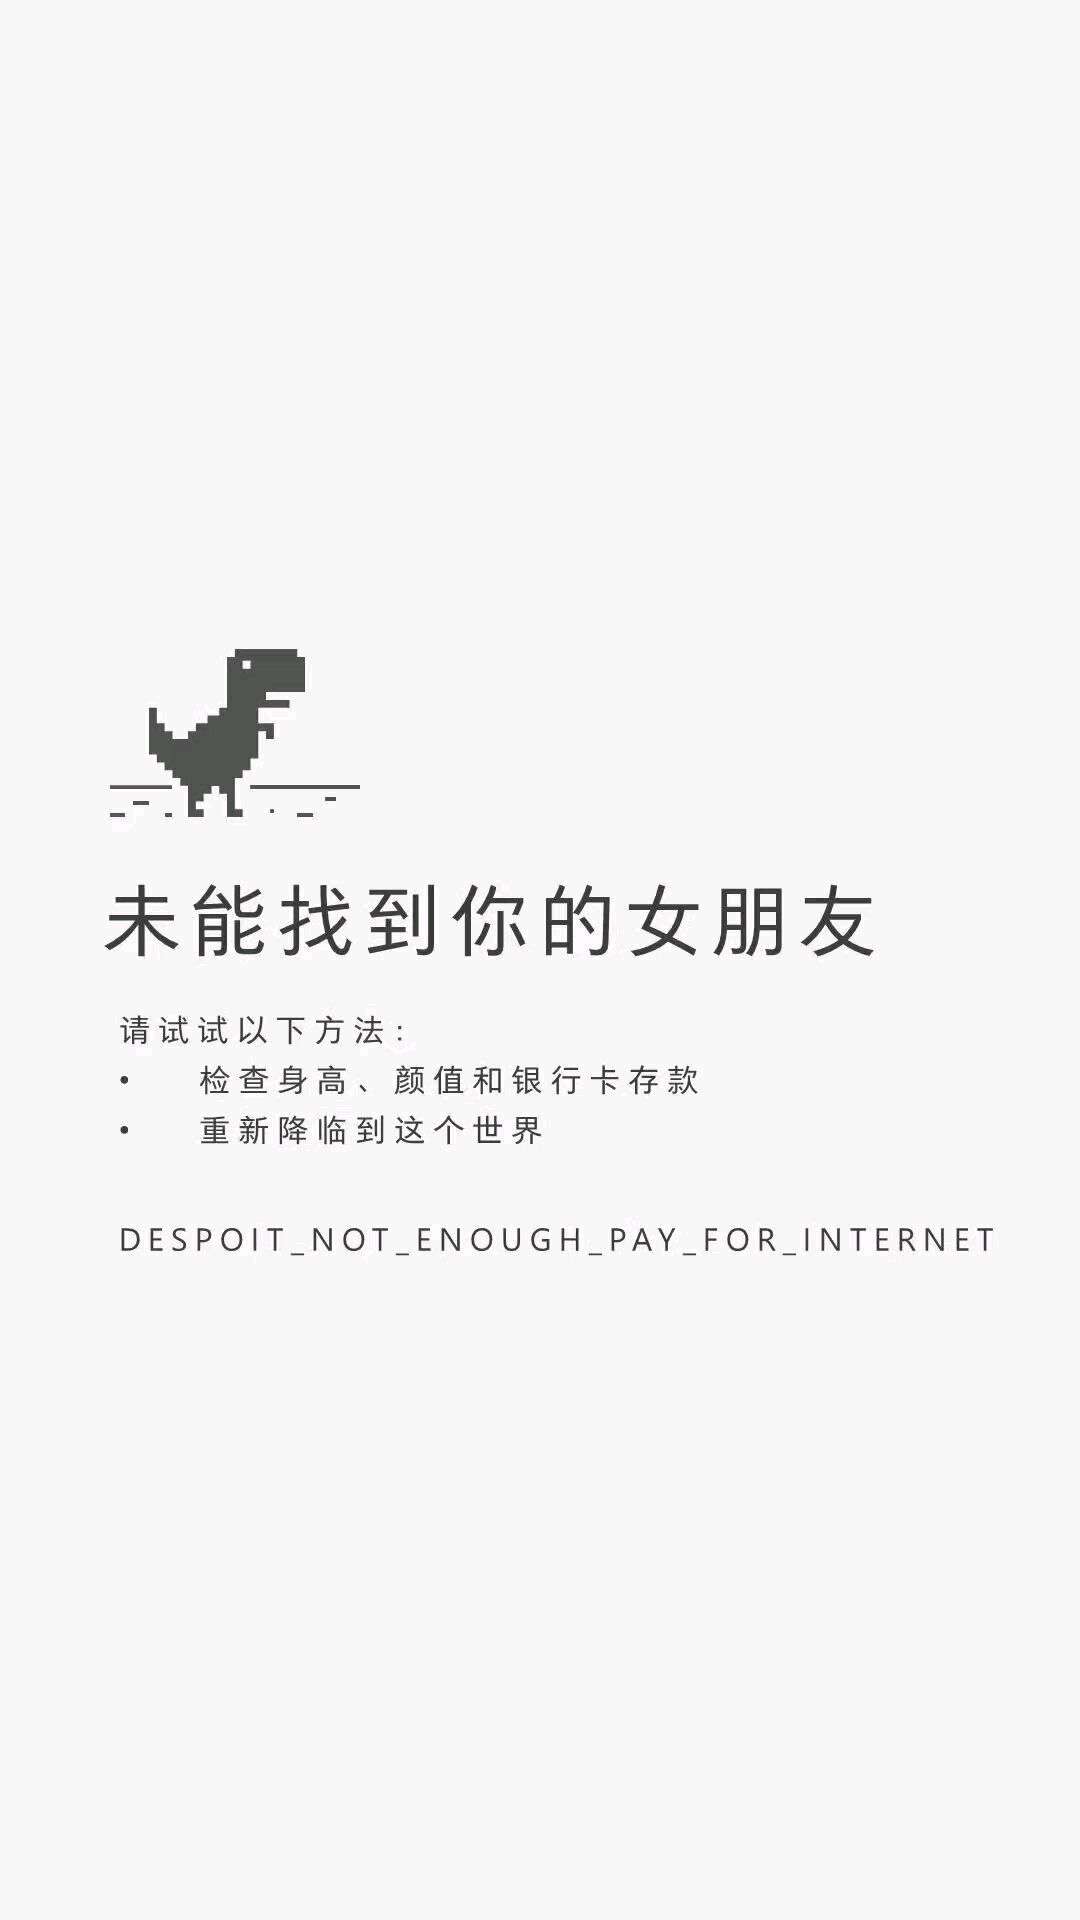 未能找到你的女朋友
请试试以下方法:
• 检查身高、颜值和银行卡存款
• 重新降临到这个世界
DESPOIT_NOT_ENOUGH_PAY_FOR_INTERNET